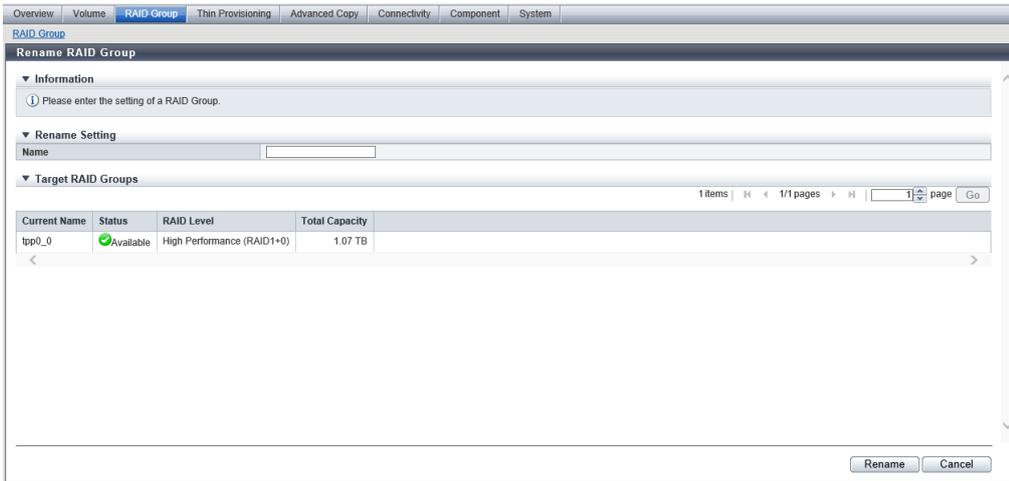 Overview Volume RAID Group Thin Provisioning Advanced Copy Connectivity Component System
RAID Group
Rename RAID Group
Information
Please enter the setting of a RAID Group.
Rename Setting
Name
Target RAID Groups
1 items 1/1 pages 1 page Go
Current Name Status RAID Level Total Capacity
tpp0_0 Available High Performance (RAID1+0) 1.07 TB
Rename Cancel